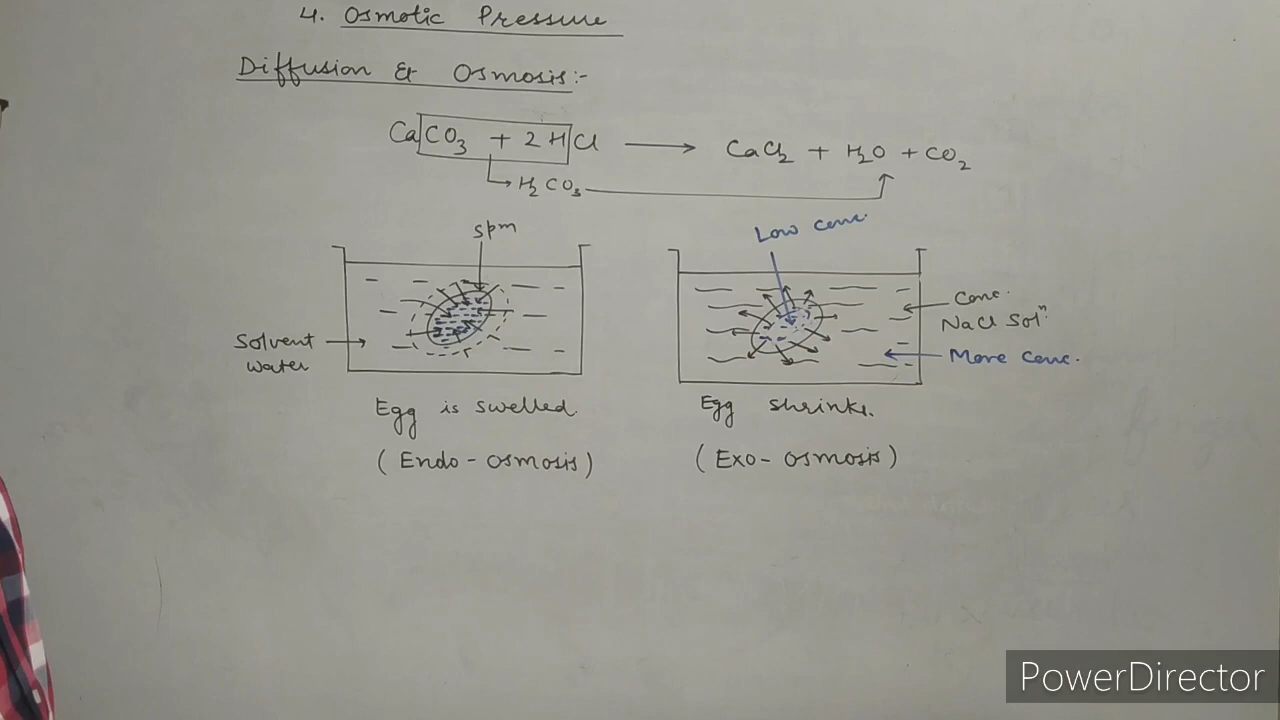 4. Osmotic Pressure
Diffusion & Osmosis:-
CaCO3 + 2HCl → CaCl2 + H2O + CO2
H2CO3
spm
Low conc.
Solvent
water
Conc.
NaCl Solⁿ.
More conc.
Egg is swelled.
(Endo-osmosis)
Egg shrinks.
(Exo-osmosis)
PowerDirector